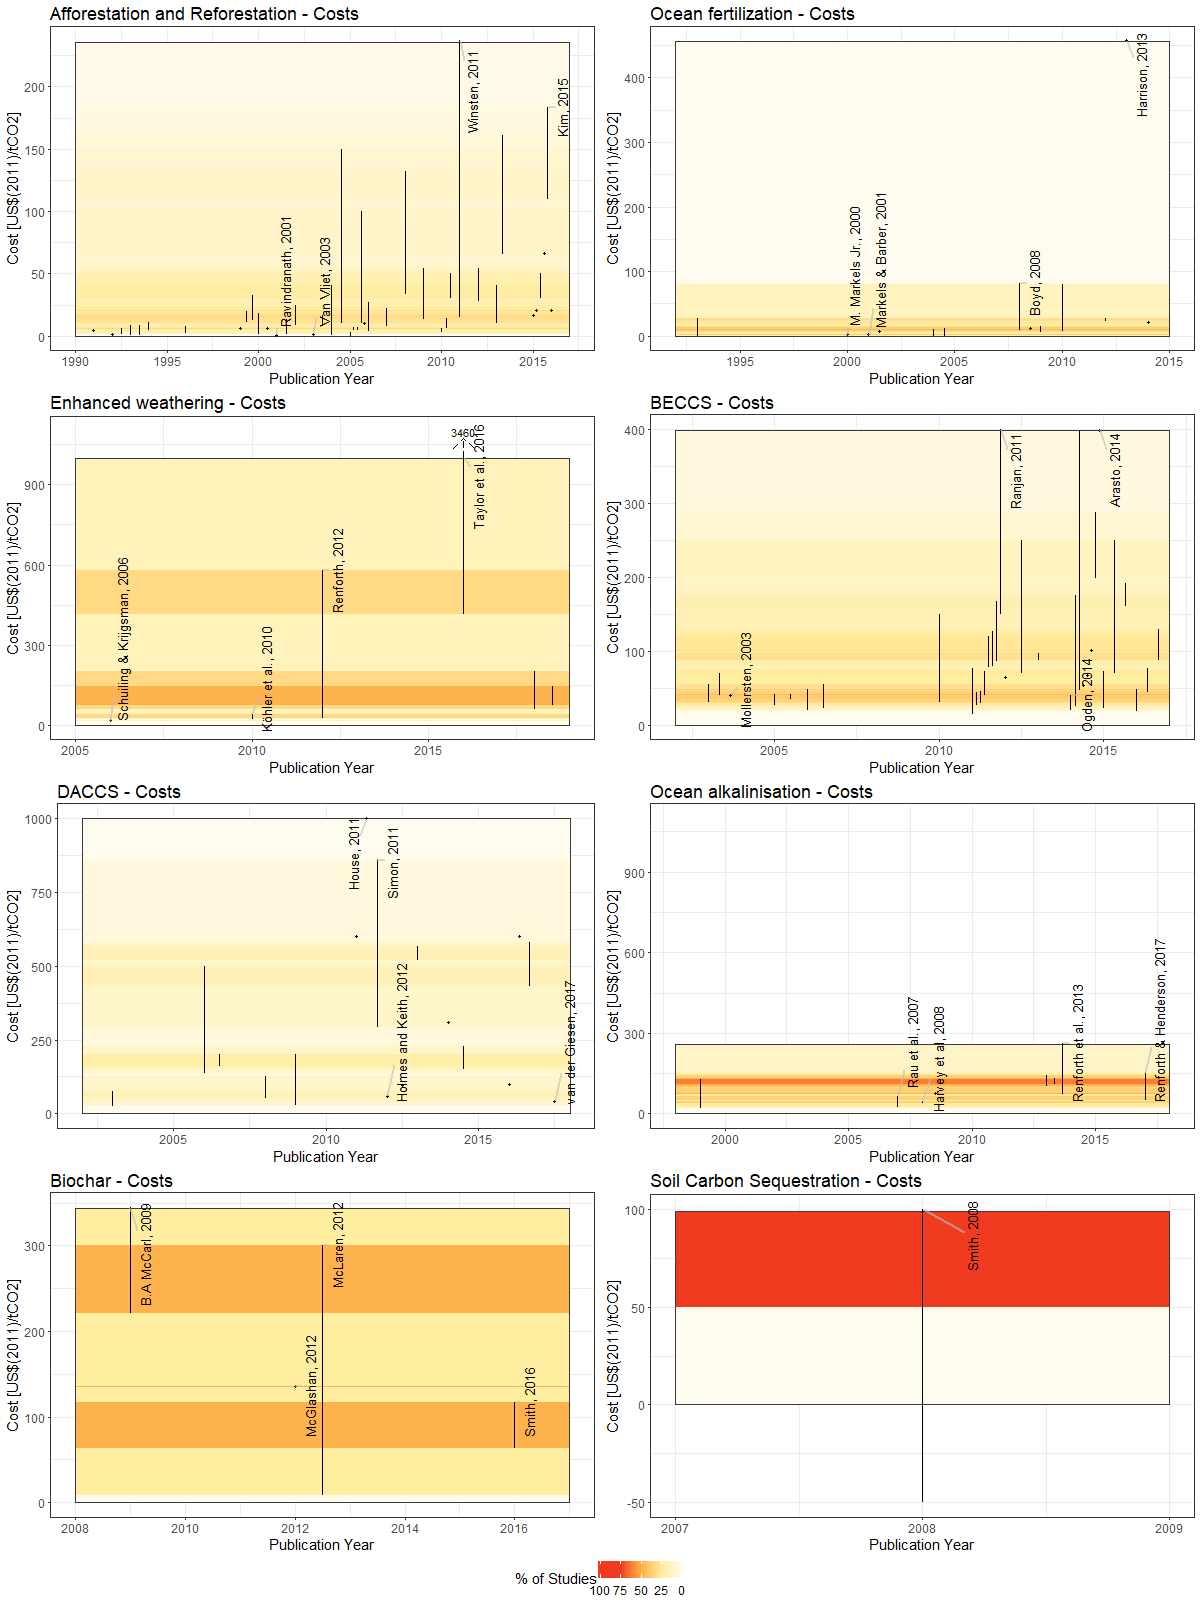 Afforestation and Reforestation - Costs
Cost [US$(2011)/tCO2]
200
150
100
50
0
Winsten, 2011
Kim, 2015
Ravindranath, 2001
Van Vliet, 2003
1990
1995
2000
2005
2010
2015
Publication Year
Ocean fertilization - Costs
Cost [US$(2011)/tCO2]
400
300
200
100
0
Harrison, 2013
M. Markels Jr., 2000
Markels & Barber, 2001
Boyd, 2008
1995
2000
2005
2010
2015
Publication Year
Enhanced weathering - Costs
Cost [US$(2011)/tCO2]
900
600
300
0
3460
Taylor et al., 2016
Renforth, 2012
Schuiling & Krijgsman, 2006
Köhler et al., 2010
2005
2010
2015
Publication Year
BECCS - Costs
Cost [US$(2011)/tCO2]
400
300
200
100
0
Ranjan, 2011
Arasto, 2014
Mollersten, 2003
Ogden, 2014
2005
2010
2015
Publication Year
DACCS - Costs
Cost [US$(2011)/tCO2]
1000
750
500
250
0
House, 2011
Simon, 2011
Holmes and Keith, 2012
van der Giesen, 2017
2005
2010
2015
Publication Year
Ocean alkalinisation - Costs
Cost [US$(2011)/tCO2]
900
600
300
0
Rau et al., 2007
Harvey et al, 2008
Renforth et al., 2013
Renforth & Henderson, 2017
2000
2005
2010
2015
Publication Year
Biochar - Costs
Cost [US$(2011)/tCO2]
300
200
100
0
B.A McCarl, 2009
McLaren, 2012
McGlashan, 2012
Smith, 2016
2008
2010
2012
2014
2016
Publication Year
Soil Carbon Sequestration - Costs
Cost [US$(2011)/tCO2]
100
50
0
-50
Smith, 2008
2007
2008
2009
Publication Year
% of Studies
100 75 50 25 0